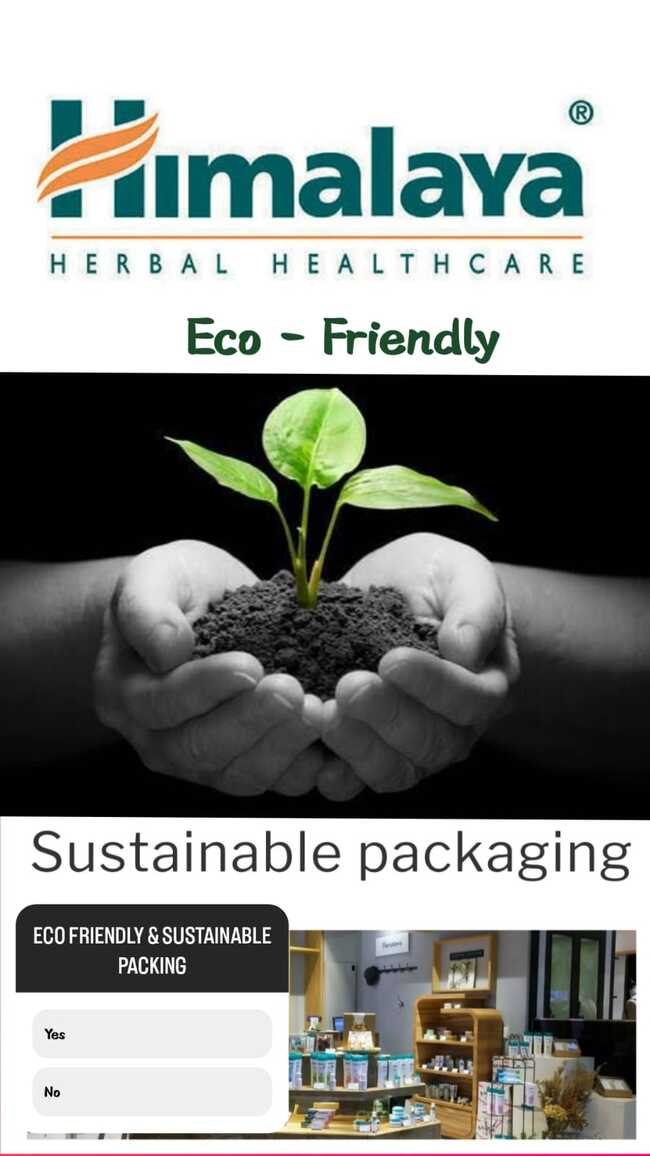 Himalaya ®
HERBAL HEALTHCARE
Eco - Friendly
Sustainable packaging
ECO FRIENDLY & SUSTAINABLE
PACKING
Yes
No